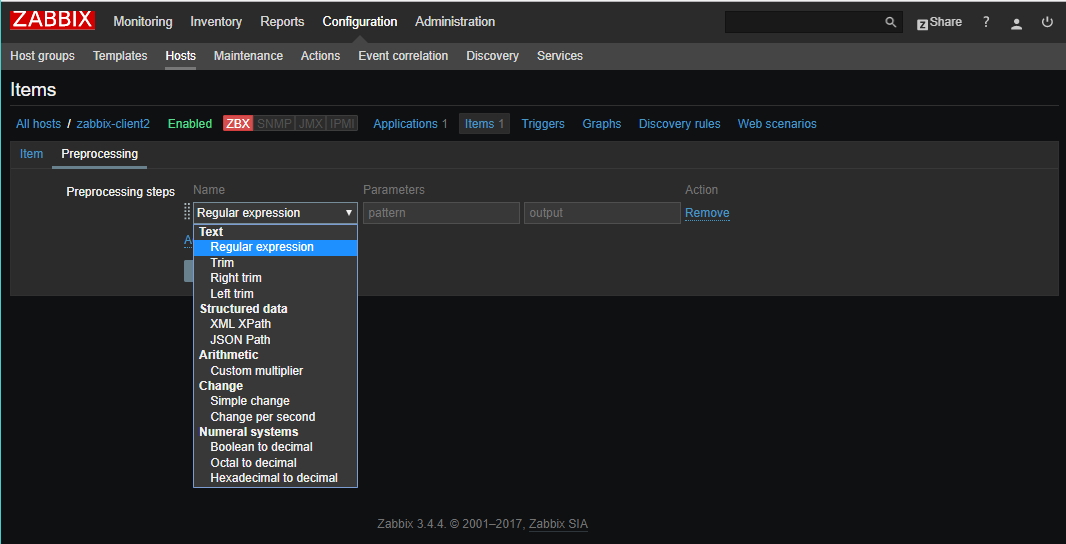 ZABBIX Monitoring Inventory Reports Configuration Administration Z Share ?
Host groups Templates Hosts Maintenance Actions Event correlation Discovery Services
Items
All hosts / zabbix-client2 Enabled ZBX SNMP JMX IPMI Applications 1 Items 1 Triggers Graphs Discovery rules Web scenarios
Item Preprocessing
Preprocessing steps Name Parameters Action
Regular expression pattern output Remove
Text
Regular expression
Trim
Right trim
Left trim
Structured data
XML XPath
JSON Path
Arithmetic
Custom multiplier
Change
Simple change
Change per second
Numeral systems
Boolean to decimal
Octal to decimal
Hexadecimal to decimal
Zabbix 3.4.4. © 2001–2017, Zabbix SIA